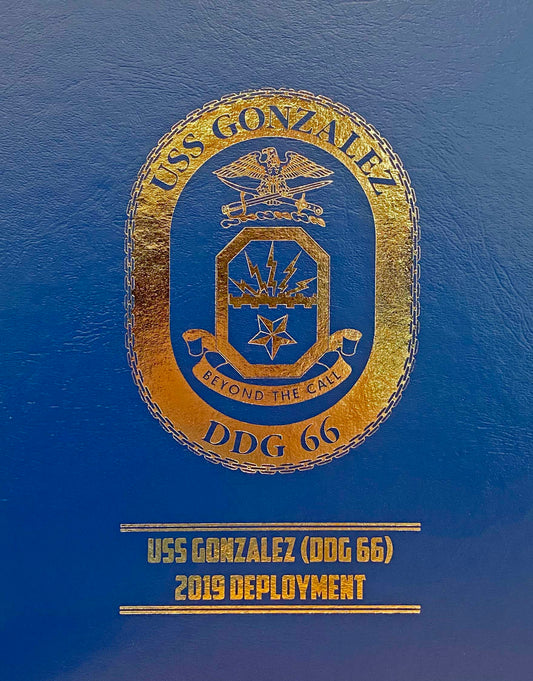 USS GONZALEZ
BEYOND THE CALL
DDG 66
USS GONZALEZ (DDG 66)
2019 DEPLOYMENT